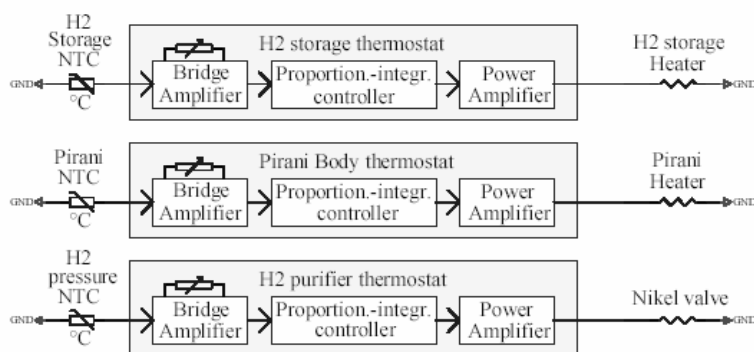 H2
Storage
NTC
GND
°C
H2 storage thermostat
Bridge
Amplifier
Proportion.-integr.
controller
Power
Amplifier
H2 storage
Heater
GND
Pirani
NTC
GND
°C
Pirani Body thermostat
Bridge
Amplifier
Proportion.-integr.
controller
Power
Amplifier
Pirani
Heater
GND
H2
pressure
NTC
GND
°C
H2 purifier thermostat
Bridge
Amplifier
Proportion.-integr.
controller
Power
Amplifier
Nikel valve
GND